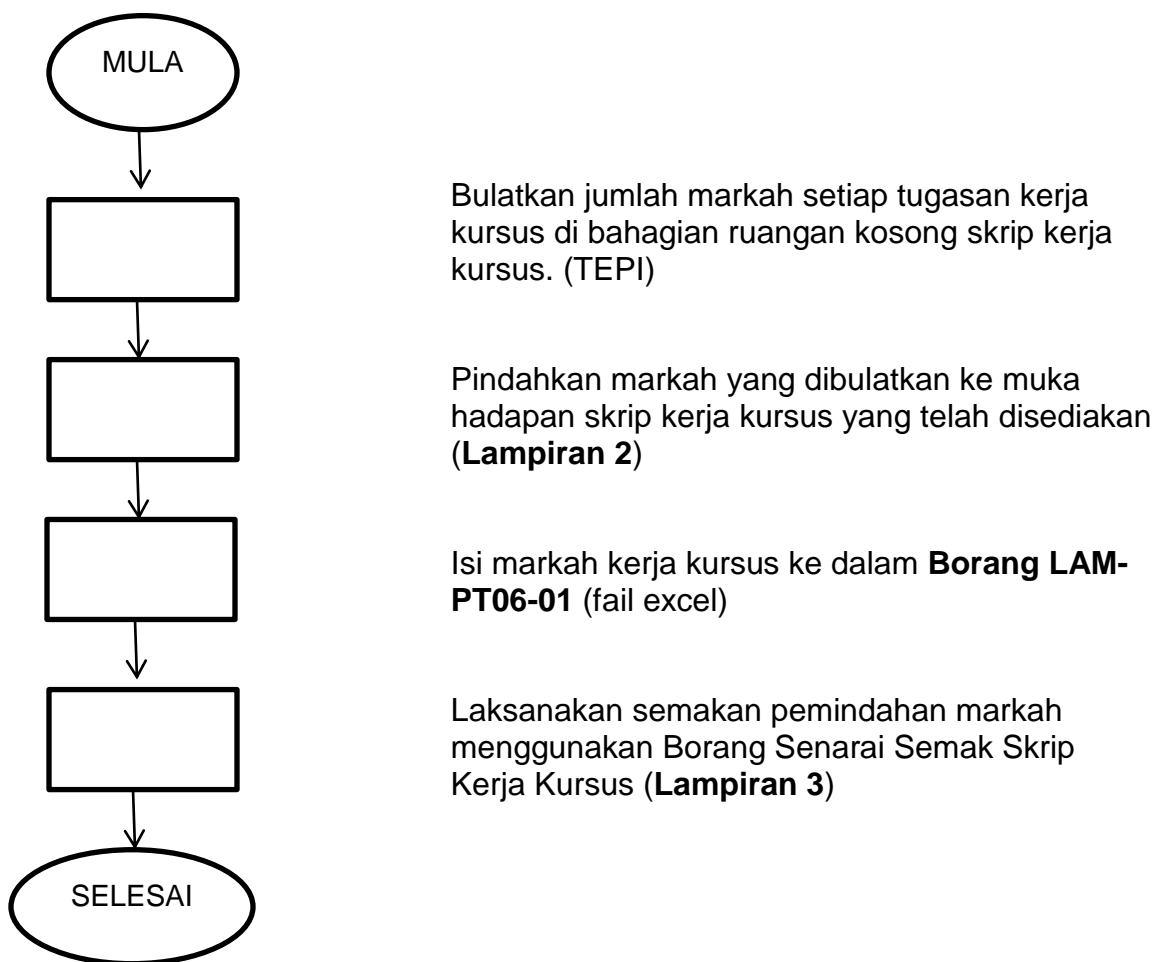 MULA
Bulatkan jumlah markah setiap tugasan kerja
kursus di bahagian ruangan kosong skrip kerja
kursus. (TEPI)
Pindahkan markah yang dibulatkan ke muka
hadapan skrip kerja kursus yang telah disediakan
(Lampiran 2)
Isi markah kerja kursus ke dalam Borang LAM-
PT06-01 (fail excel)
Laksanakan semakan pemindahan markah
menggunakan Borang Senarai Semak Skrip
Kerja Kursus (Lampiran 3)
SELESAI